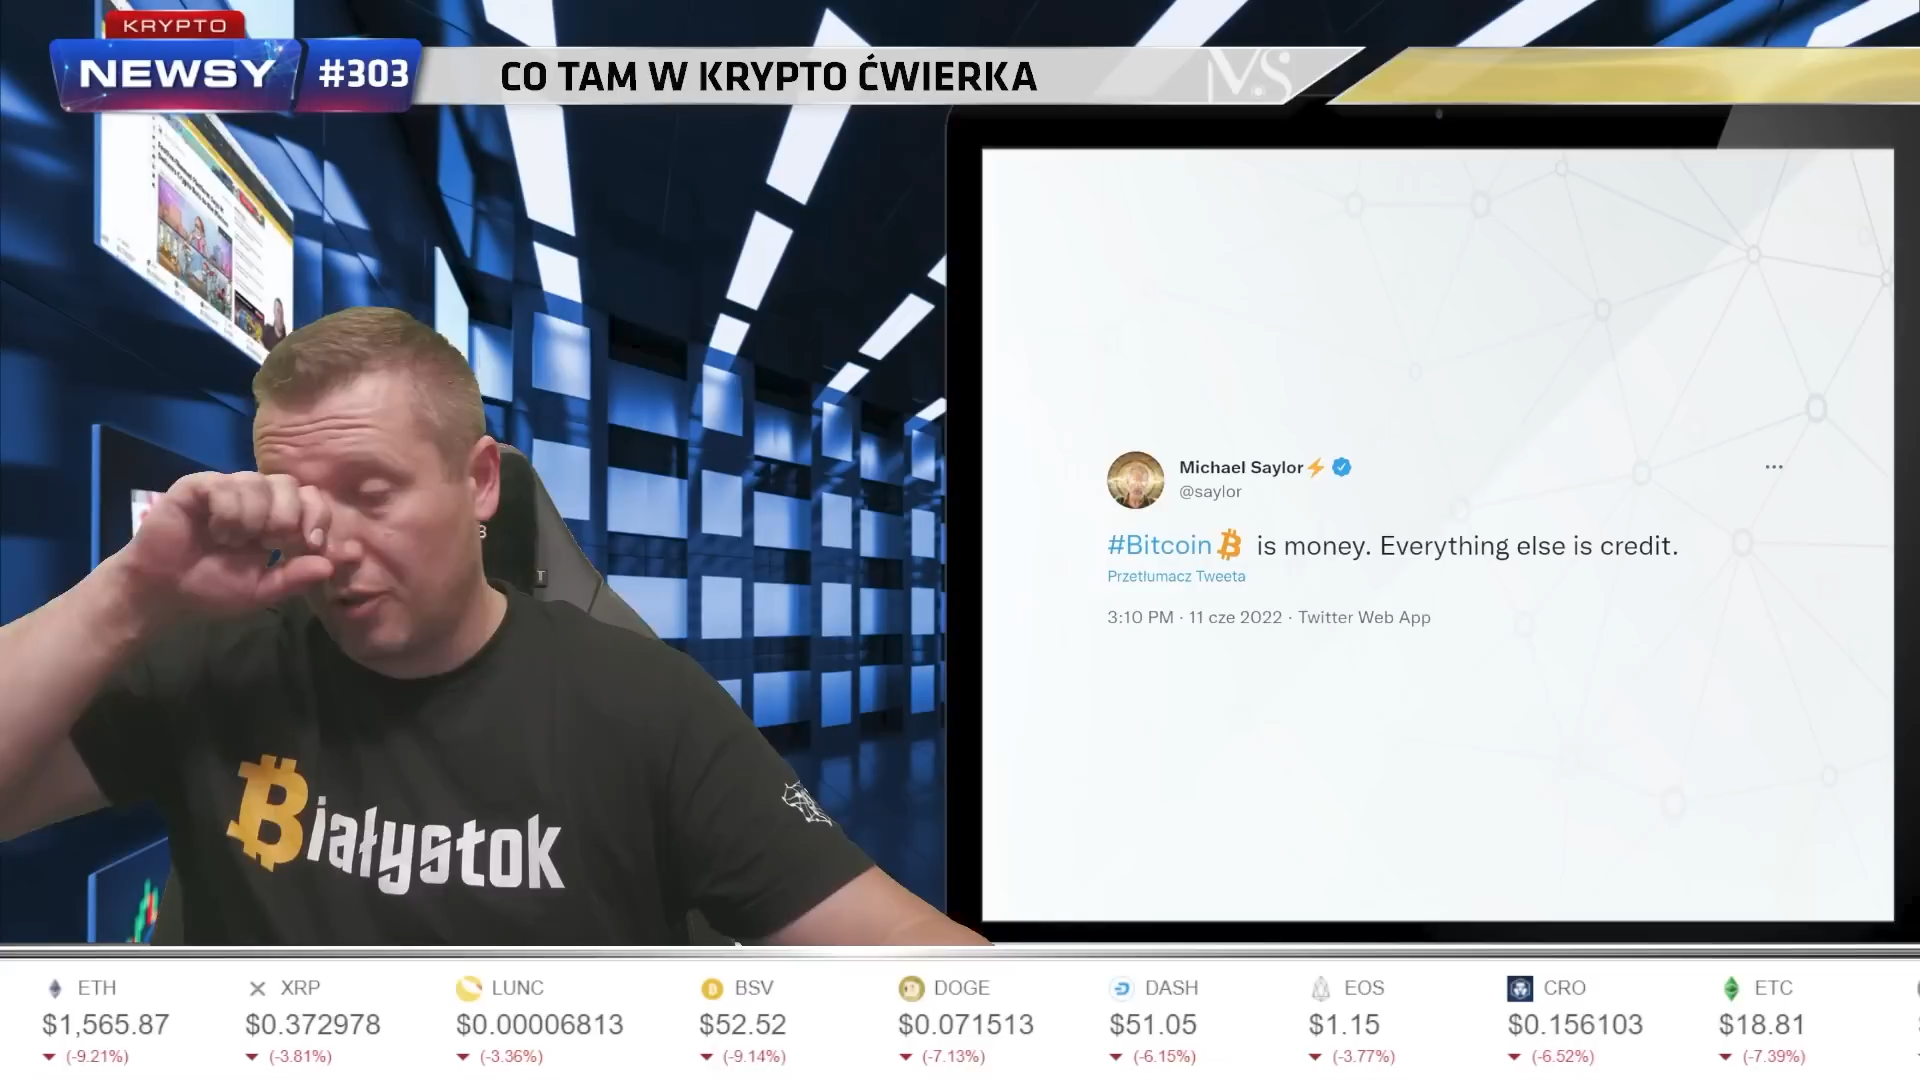 KRYPTO
NEWSY #303
CO TAM W KRYPTO ĆWIERKA
MS
Michael Saylor
@saylor
#Bitcoin is money. Everything else is credit.
Przetłumacz Tweeta
3:10 PM · 11 cze 2022 · Twitter Web App
Białystok
ETH
$1,565.87
(-9.21%)
XRP
$0.372978
(-3.81%)
LUNC
$0.00006813
(-3.36%)
BSV
$52.52
(-9.14%)
DOGE
$0.071513
(-7.13%)
DASH
$51.05
(-6.15%)
EOS
$1.15
(-3.77%)
CRO
$0.156103
(-6.52%)
ETC
$18.81
(-7.39%)